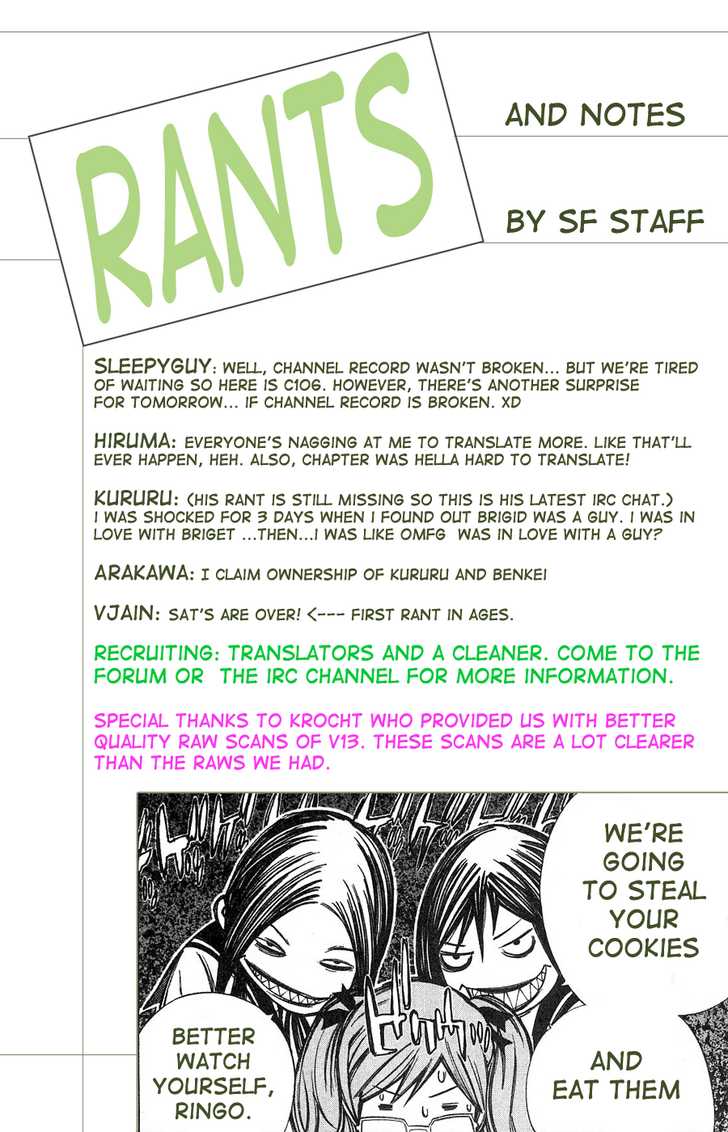 RANTS
AND NOTES
BY SF STAFF
SLEEPYGUY: WELL, CHANNEL RECORD WASN'T BROKEN... BUT WE'RE TIRED
OF WAITING SO HERE IS C106. HOWEVER, THERE'S ANOTHER SURPRISE
FOR TOMORROW... IF CHANNEL RECORD IS BROKEN. XD
HIRUMA: EVERYONE'S NAGGING AT ME TO TRANSLATE MORE. LIKE THAT'LL
EVER HAPPEN, HEH. ALSO, CHAPTER WAS HELLA HARD TO TRANSLATE!
KURURU: (HIS RANT IS STILL MISSING SO THIS IS HIS LATEST IRC CHAT.)
I WAS SHOCKED FOR 3 DAYS WHEN I FOUND OUT BRIGID WAS A GUY. I WAS IN
LOVE WITH BRIGET ...THEN...I WAS LIKE OMFG WAS IN LOVE WITH A GUY?
ARAKAWA: I CLAIM OWNERSHIP OF KURURU AND BENKEI
VJAIN: SAT'S ARE OVER! <--- FIRST RANT IN AGES.
RECRUITING: TRANSLATORS AND A CLEANER. COME TO THE
FORUM OR THE IRC CHANNEL FOR MORE INFORMATION.
SPECIAL THANKS TO KROCHT WHO PROVIDED US WITH BETTER
QUALITY RAW SCANS OF V13. THESE SCANS ARE A LOT CLEARER
THAN THE RAWS WE HAD.
WE'RE
GOING
TO STEAL
YOUR
COOKIES
AND
EAT THEM
BETTER
WATCH
YOURSELF,
RINGO.